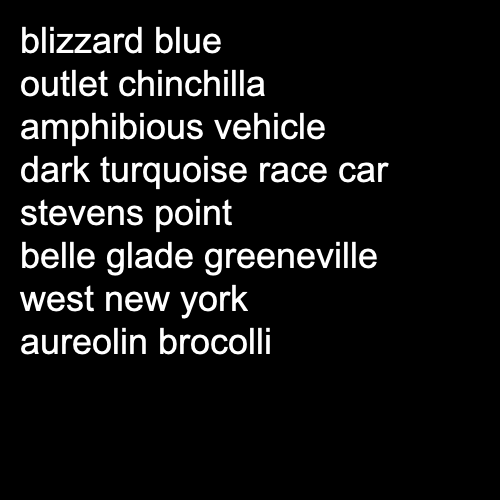 blizzard blue
outlet chinchilla
amphibious vehicle
dark turquoise race car
stevens point
belle glade greeneville
west new york
aureolin brocolli